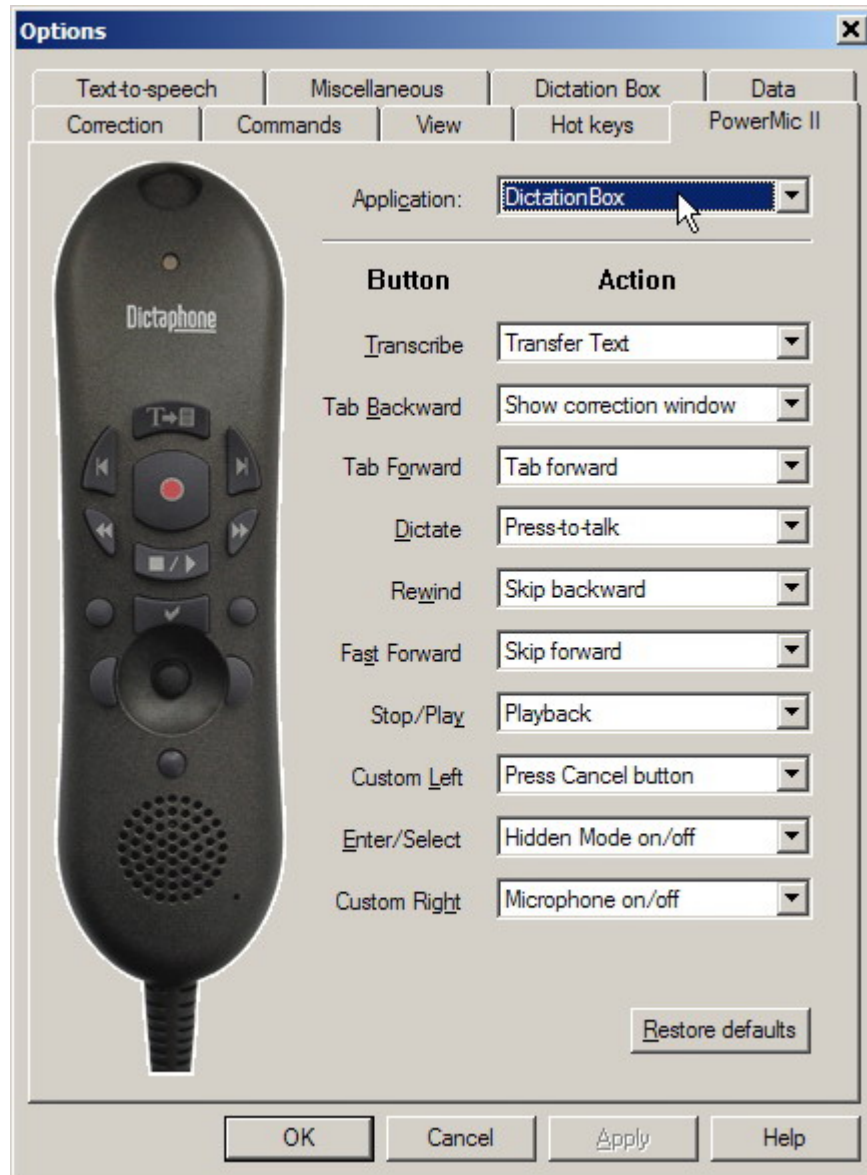 Options
Text-to-speech Miscellaneous Dictation Box Data
Correction Commands View Hot keys PowerMic II
Application: DictationBox
Dictaphone
Button Action
Transcribe Transfer Text
Tab Backward Show correction window
Tab Forward Tab forward
Dictate Press-to-talk
Rewind Skip backward
Fast Forward Skip forward
Stop/Play Playback
Custom Left Press Cancel button
Enter/Select Hidden Mode on/off
Custom Right Microphone on/off
Restore defaults
OK Cancel Apply Help